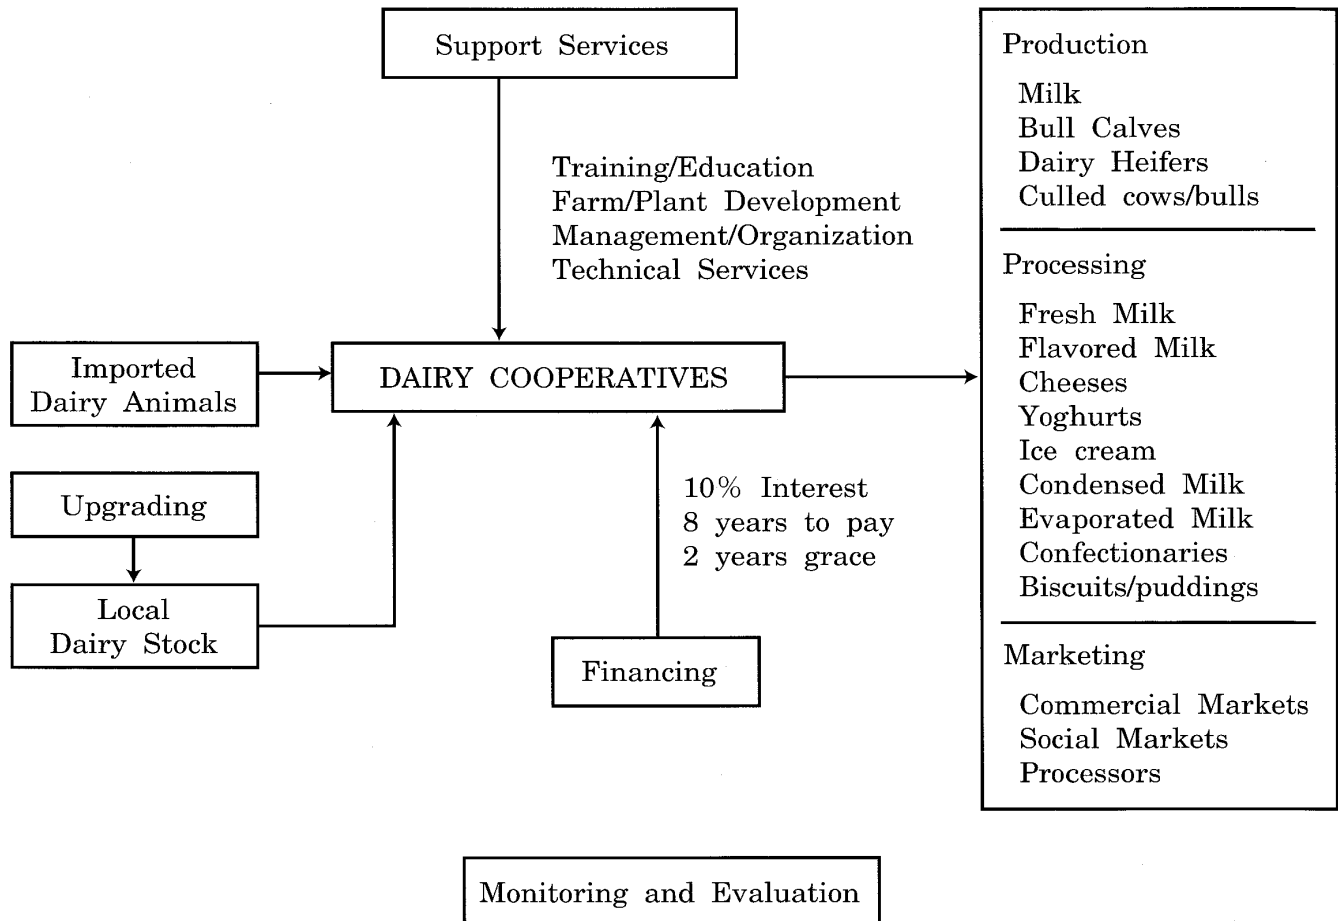 Support Services
Training/Education
Farm/Plant Development
Management/Organization
Technical Services
Imported
Dairy Animals
DAIRY COOPERATIVES
Upgrading
Local
Dairy Stock
10% Interest
8 years to pay
2 years grace
Financing
Production
Milk
Bull Calves
Dairy Heifers
Culled cows/bulls
Processing
Fresh Milk
Flavored Milk
Cheeses
Yoghurts
Ice cream
Condensed Milk
Evaporated Milk
Confectionaries
Biscuits/puddings
Marketing
Commercial Markets
Social Markets
Processors
Monitoring and Evaluation